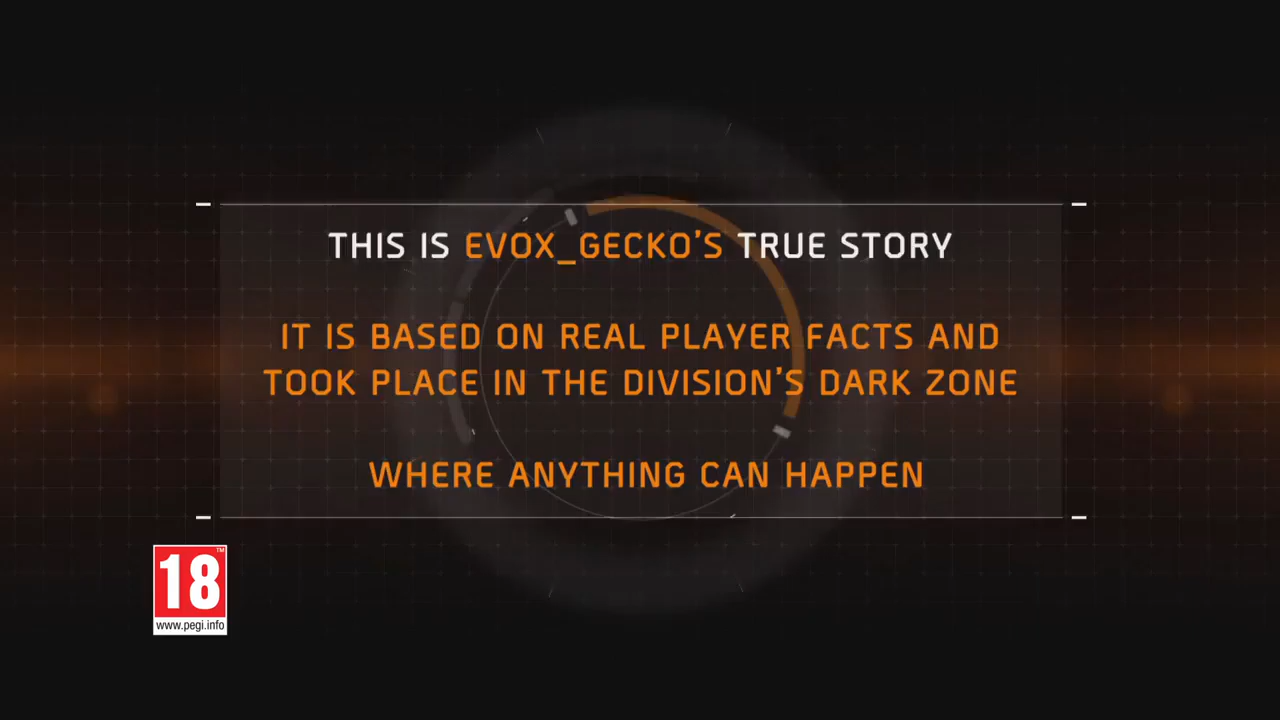 THIS IS EVOX_GECKO'S TRUE STORY
IT IS BASED ON REAL PLAYER FACTS AND
TOOK PLACE IN THE DIVISION'S DARK ZONE
WHERE ANYTHING CAN HAPPEN
18™
www.pegi.info